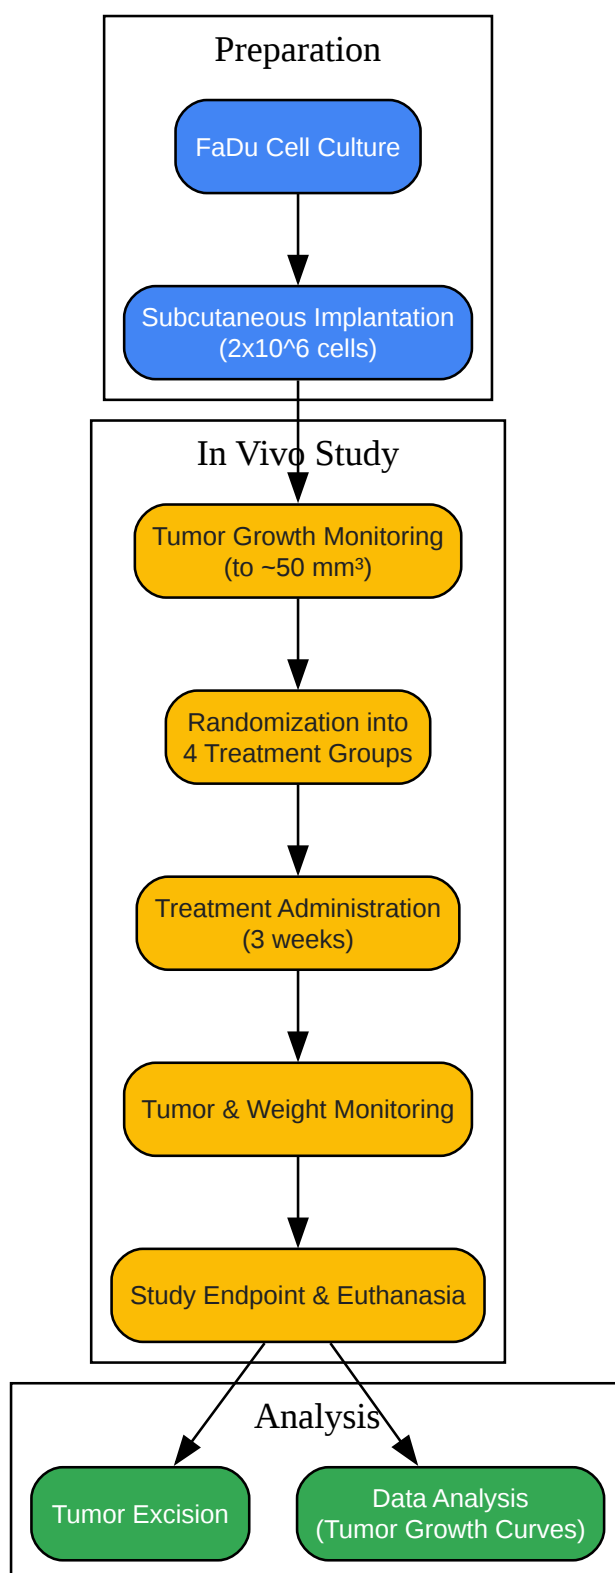 Preparation
FaDu Cell Culture
Subcutaneous Implantation
(2x10^6 cells)
In Vivo Study
Tumor Growth Monitoring
(to ~50 mm³)
Randomization into
4 Treatment Groups
Treatment Administration
(3 weeks)
Tumor & Weight Monitoring
Study Endpoint & Euthanasia
Analysis
Tumor Excision
Data Analysis
(Tumor Growth Curves)